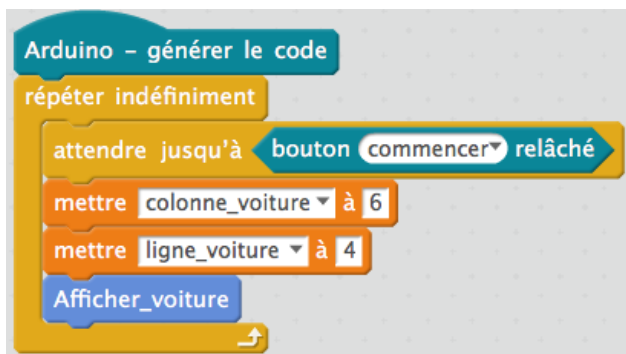 Arduino – générer le code
répéter indéfiniment
attendre jusqu'à bouton commencer relâché
mettre colonne_voiture à 6
mettre ligne_voiture à 4
Afficher_voiture